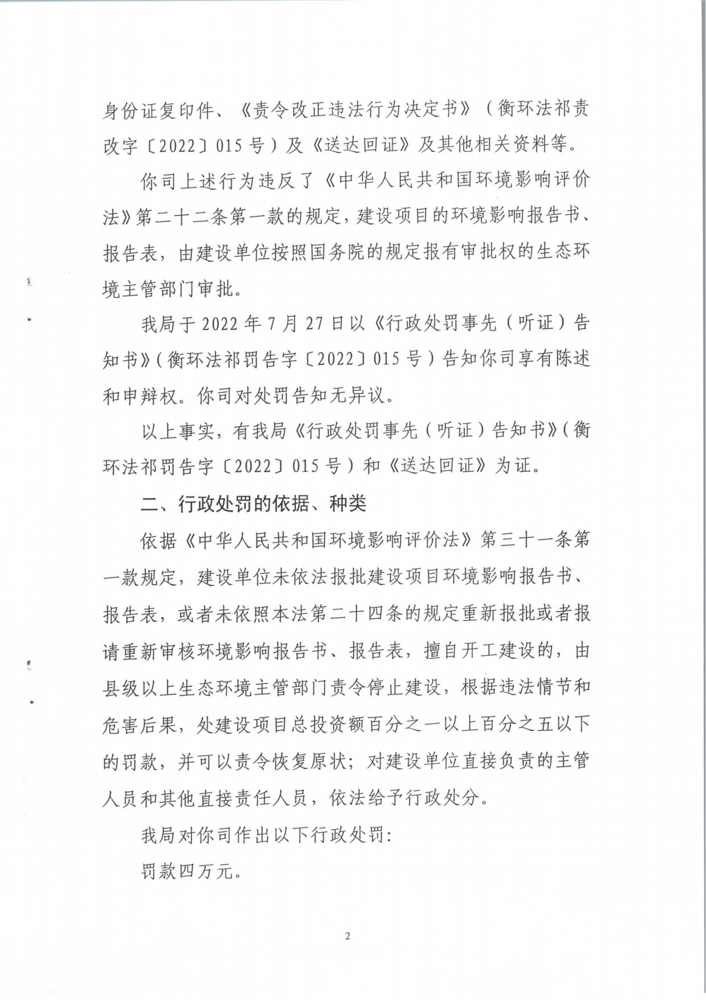 身份证复印件、《责令改正违法行为决定书》（衡环法祁责
改字〔2022〕015号）及《送达回证》及其他相关资料等。
你司上述行为违反了《中华人民共和国环境影响评价
法》第二十二条第一款的规定，建设项目的环境影响报告书、
报告表，由建设单位按照国务院的规定报有审批权的生态环
境主管部门审批。
我局于2022年7月27日以《行政处罚事先（听证）告
知书》（衡环法祁罚告字〔2022〕015号）告知你司享有陈述
和申辩权。你司对处罚告知无异议。
以上事实，有我局《行政处罚事先（听证）告知书》（衡
环法祁罚告字〔2022〕015号）和《送达回证》为证。
二、行政处罚的依据、种类
依据《中华人民共和国环境影响评价法》第三十一条第
一款规定，建设单位未依法报批建设项目环境影响报告书、
报告表，或者未依照本法第二十四条的规定重新报批或者报
请重新审核环境影响报告书、报告表，擅自开工建设的，由
县级以上生态环境主管部门责令停止建设，根据违法情节和
危害后果，处建设项目总投资额百分之一以上百分之五以下
的罚款，并可以责令恢复原状；对建设单位直接负责的主管
人员和其他直接责任人员，依法给予行政处分。
我局对你司作出以下行政处罚：
罚款四万元。
2